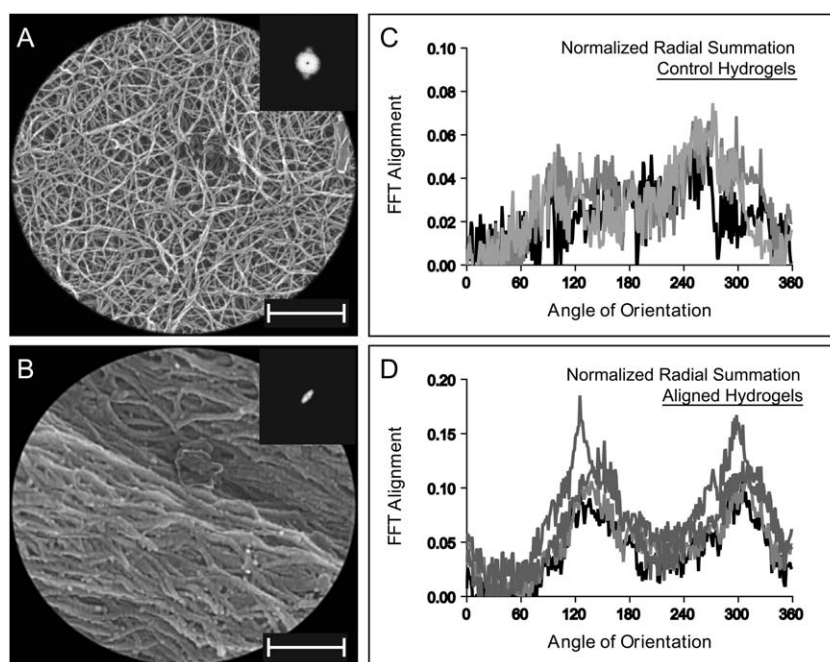 A
B
C
Normalized Radial Summation
Control Hydrogels
0.10
0.08
0.06
0.04
0.02
0.00
FFT Alignment
0 60 120 180 240 300 360
Angle of Orientation
D
Normalized Radial Summation
Aligned Hydrogels
0.20
0.15
0.10
0.05
0.00
FFT Alignment
0 60 120 180 240 300 360
Angle of Orientation